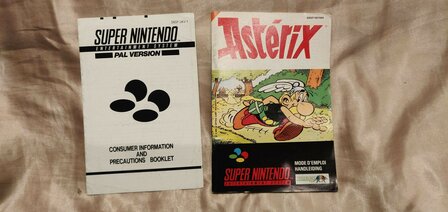 SUPER NINTENDO
ENTERTAINMENT SYSTEM
PAL VERSION
CONSUMER INFORMATION
AND
PRECAUTIONS BOOKLET
Astérix
SUPER NINTENDO
ENTERTAINMENT SYSTEM
MODE D'EMPLOI
HANDLEIDING